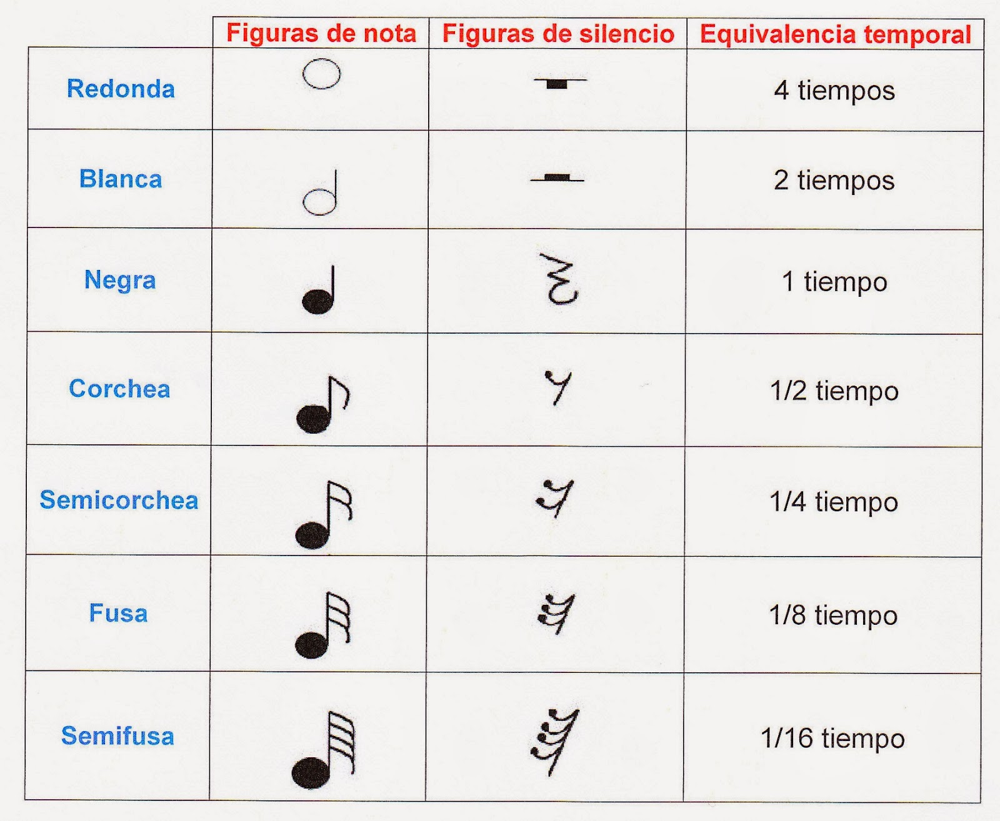 Figuras de nota Figuras de silencio Equivalencia temporal
Redonda 4 tiempos
Blanca 2 tiempos
Negra 1 tiempo
Corchea 1/2 tiempo
Semicorchea 1/4 tiempo
Fusa 1/8 tiempo
Semifusa 1/16 tiempo